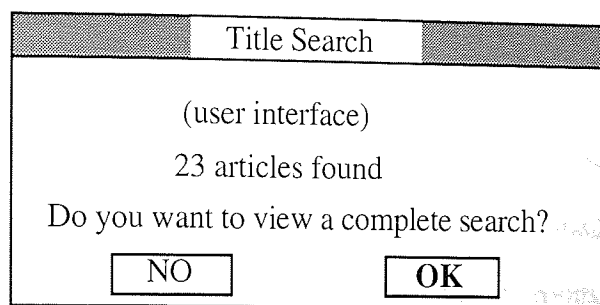 Title Search
(user interface)
23 articles found
Do you want to view a complete search?
NO OK